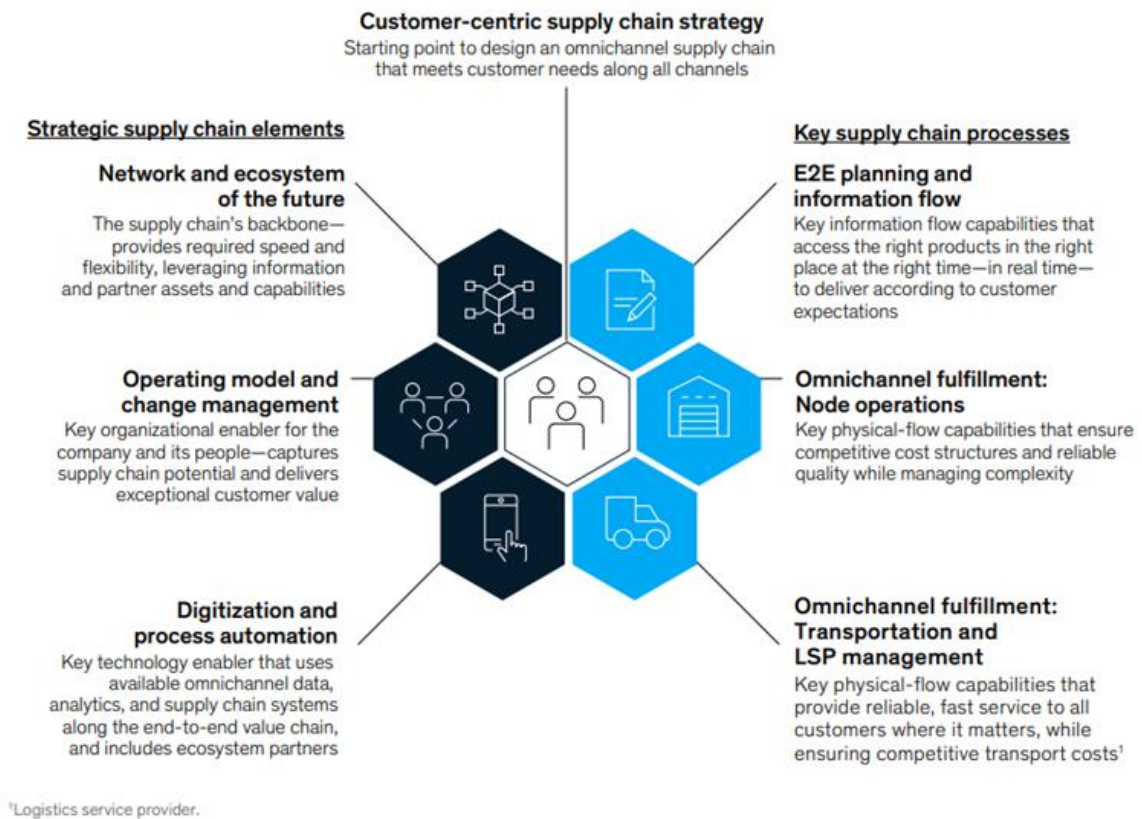 Customer-centric supply chain strategy
Starting point to design an omnichannel supply chain
that meets customer needs along all channels
Strategic supply chain elements
Network and ecosystem
of the future
The supply chain's backbone—
provides required speed and
flexibility, leveraging information
and partner assets and capabilities
Operating model and
change management
Key organizational enabler for the
company and its people—captures
supply chain potential and delivers
exceptional customer value
Digitization and
process automation
Key technology enabler that uses
available omnichannel data,
analytics, and supply chain systems
along the end-to-end value chain,
and includes ecosystem partners
Key supply chain processes
E2E planning and
information flow
Key information flow capabilities that
access the right products in the right
place at the right time—in real time—
to deliver according to customer
expectations
Omnichannel fulfillment:
Node operations
Key physical-flow capabilities that ensure
competitive cost structures and reliable
quality while managing complexity
Omnichannel fulfillment:
Transportation and
LSP management
Key physical-flow capabilities that
provide reliable, fast service to all
customers where it matters, while
ensuring competitive transport costs¹
¹Logistics service provider.